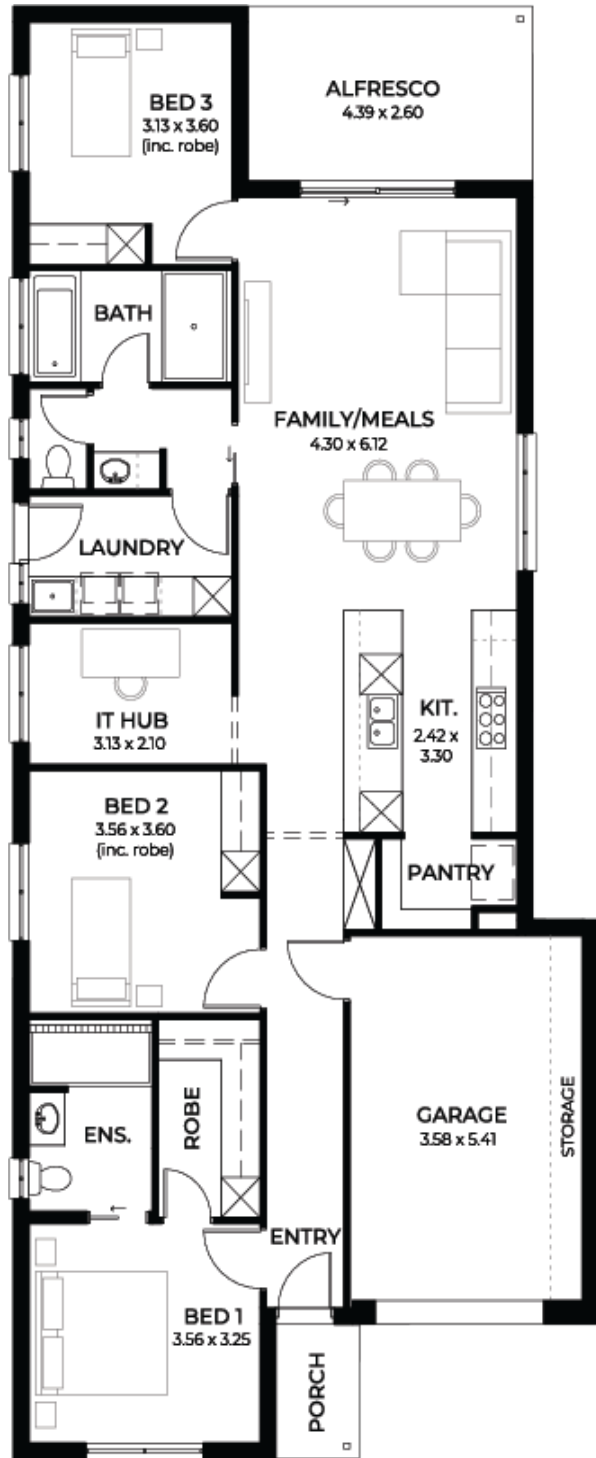 BED 3
3.13 x 3.60
(inc. robe)
ALFRESCO
4.39 x 2.60
BATH
FAMILY/MEALS
4.30 x 6.12
LAUNDRY
IT HUB
3.13 x 2.10
KIT.
2.42 x
3.30
BED 2
3.56 x 3.60
(inc. robe)
PANTRY
ENS.
ROBE
GARAGE
3.58 x 5.41
STORAGE
ENTRY
BED 1
3.56 x 3.25
PORCH